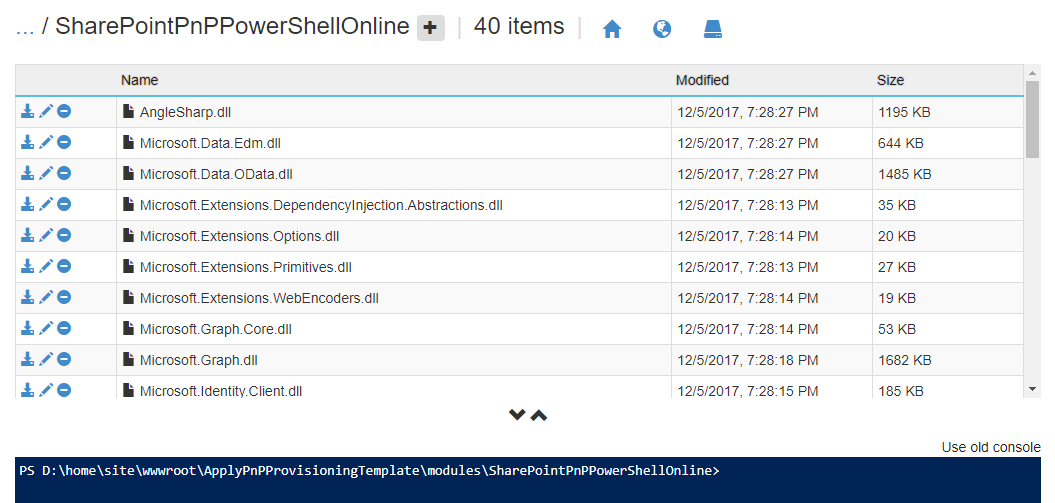 ... / SharePointPnPPowerShellOnline + | 40 items |
Name Modified Size
AngleSharp.dll 12/5/2017, 7:28:27 PM 1195 KB
Microsoft.Data.Edm.dll 12/5/2017, 7:28:27 PM 644 KB
Microsoft.Data.OData.dll 12/5/2017, 7:28:27 PM 1485 KB
Microsoft.Extensions.DependencyInjection.Abstractions.dll 12/5/2017, 7:28:13 PM 35 KB
Microsoft.Extensions.Options.dll 12/5/2017, 7:28:14 PM 20 KB
Microsoft.Extensions.Primitives.dll 12/5/2017, 7:28:13 PM 27 KB
Microsoft.Extensions.WebEncoders.dll 12/5/2017, 7:28:14 PM 19 KB
Microsoft.Graph.Core.dll 12/5/2017, 7:28:14 PM 53 KB
Microsoft.Graph.dll 12/5/2017, 7:28:18 PM 1682 KB
Microsoft.Identity.Client.dll 12/5/2017, 7:28:15 PM 185 KB
Use old console
PS D:\home\site\wwwroot\ApplyPnPProvisioningTemplate\modules\SharePointPnPPowerShellOnline>